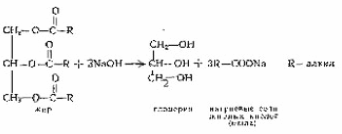 O
CH₂—O—C—R
O
CH—O—C—R + 3NaOH → CH—OH + 3R—COONa R—алкил
CH₂—OH
O
CH₂—O—C—R
CH₂—OH
жир глицерин натриевые соли
жирных кислот
(мыла)